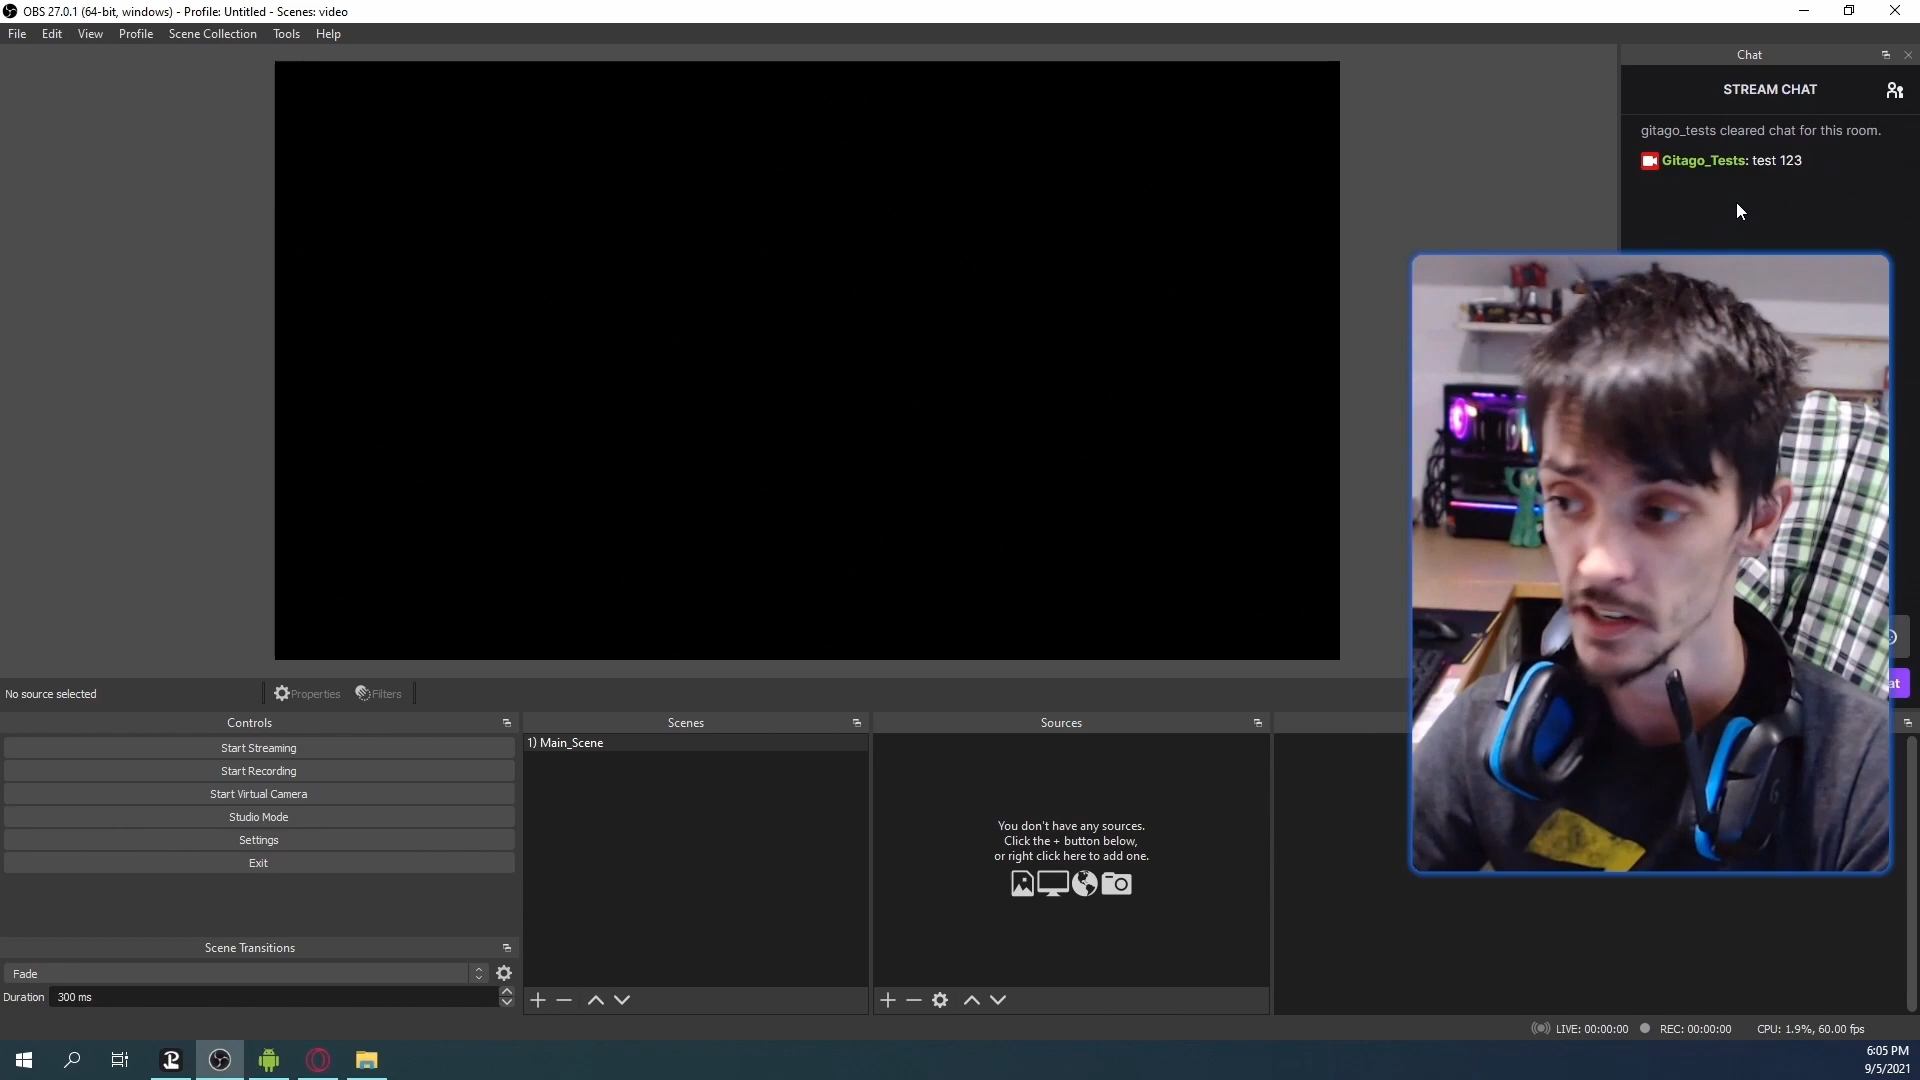 OBS 27.0.1 (64-bit, windows) - Profile: Untitled - Scenes: video
File Edit View Profile Scene Collection Tools Help
Chat
STREAM CHAT
gitago_tests cleared chat for this room.
Gitago_Tests: test 123
at
No source selected
Properties
Filters
Controls
Start Streaming
Start Recording
Start Virtual Camera
Studio Mode
Settings
Exit
Scene Transitions
Fade
Duration 300 ms
Scenes
1) Main_Scene
Sources
You don't have any sources.
Click the + button below,
or right click here to add one.
LIVE: 00:00:00 REC: 00:00:00 CPU: 1.9%, 60.00 fps
6:05 PM
9/5/2021